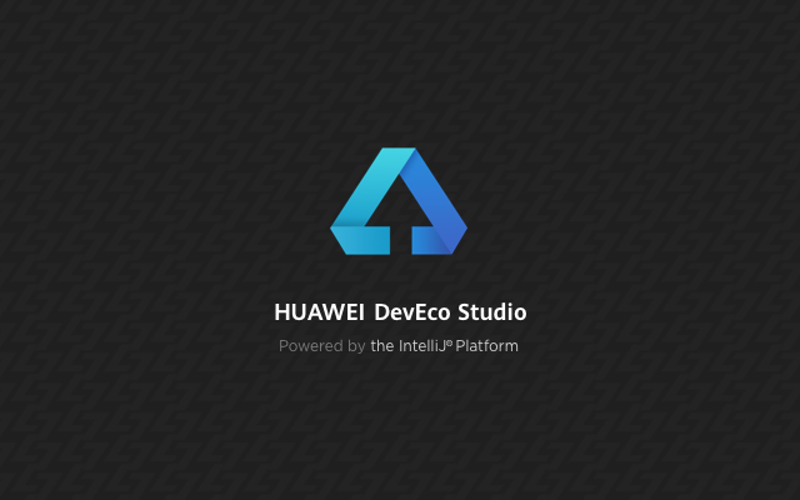 HUAWEI DevEco Studio
Powered by the IntelliJ® Platform